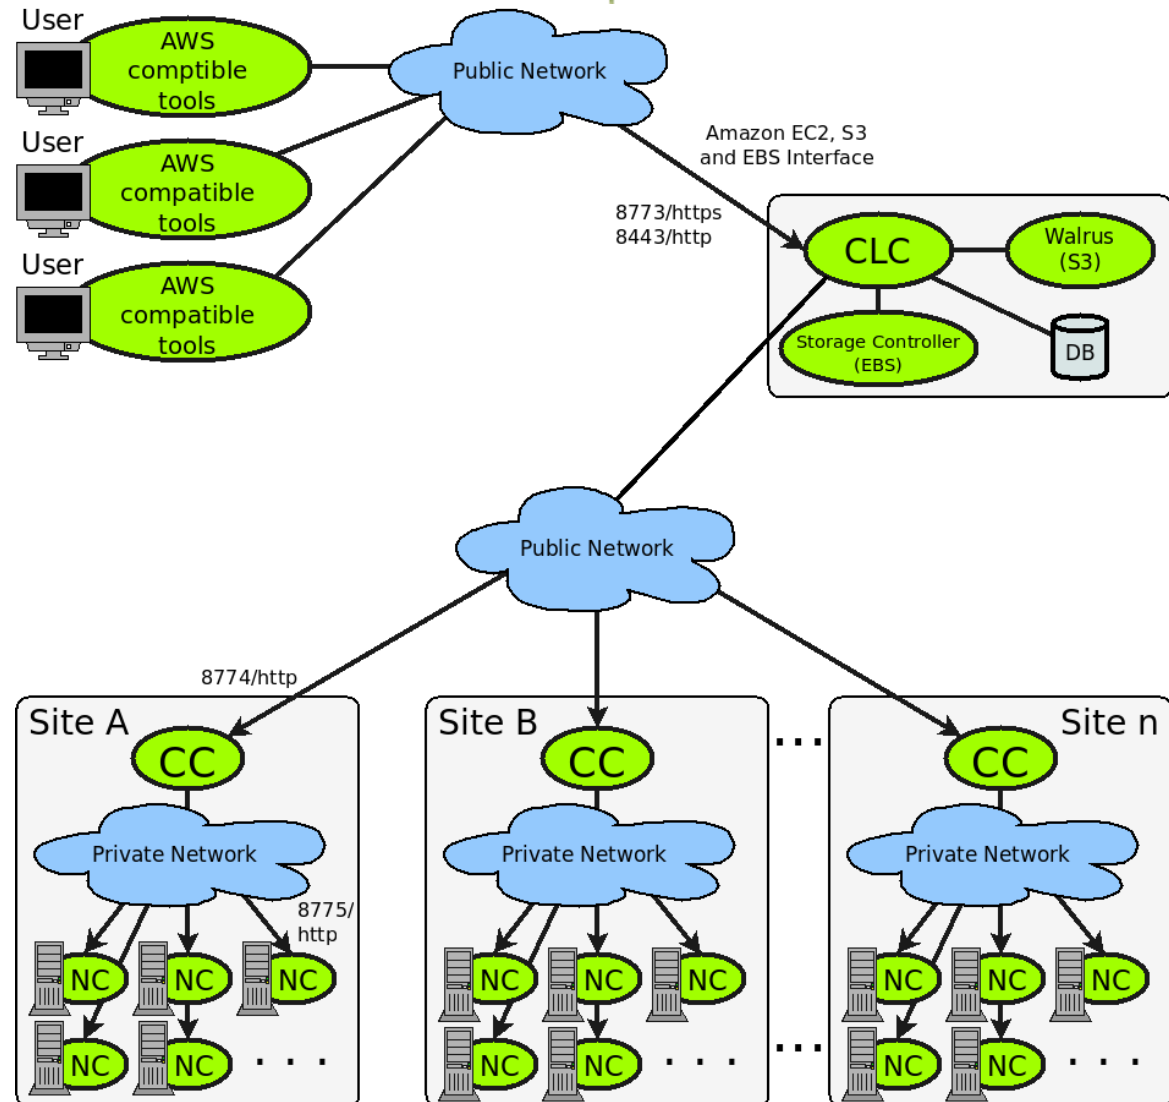 User
AWS
comptible
tools
Public Network
User
AWS
compatible
tools
User
AWS
compatible
tools
Amazon EC2, S3
and EBS Interface
8773/https
8443/http
CLC
Walrus
(S3)
Storage Controller
(EBS)
DB
Public Network
8774/http
Site A
CC
Private Network
8775/
http
NC
NC
NC
NC
NC
. . .
Site B
CC
Private Network
NC
NC
NC
NC
NC
. . .
...
...
Site n
CC
Private Network
NC
NC
NC
NC
NC
. . .